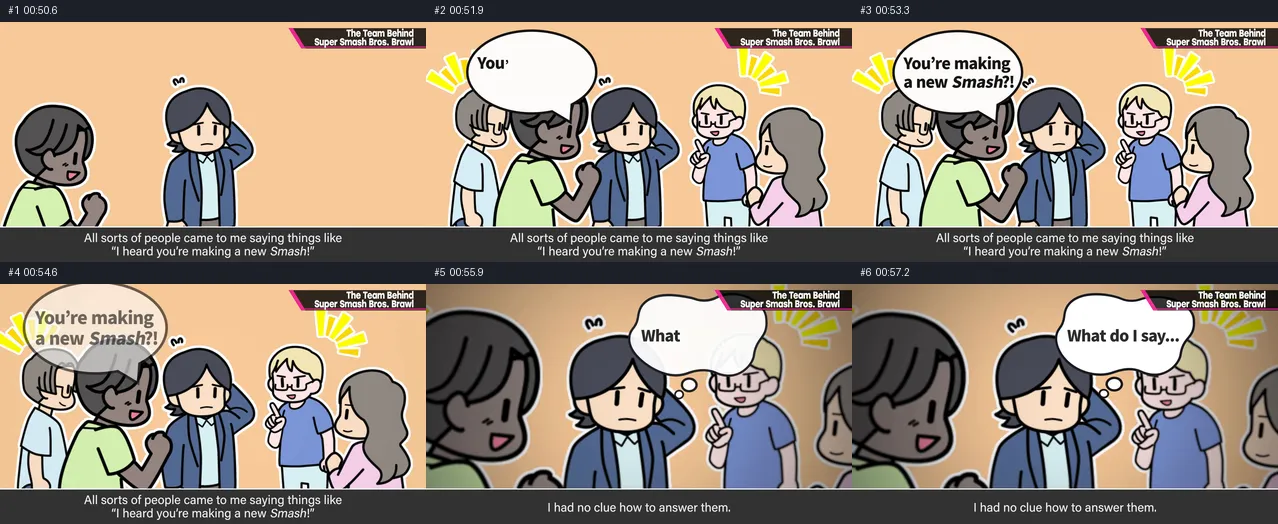 #1 00:50.6
The Team Behind
Super Smash Bros. Brawl
All sorts of people came to me saying things like
“I heard you’re making a new Smash!”
#2 00:51.9
The Team Behind
Super Smash Bros. Brawl
You’
All sorts of people came to me saying things like
“I heard you’re making a new Smash!”
#3 00:53.3
The Team Behind
Super Smash Bros. Brawl
You’re making
a new Smash?!
All sorts of people came to me saying things like
“I heard you’re making a new Smash!”
#4 00:54.6
The Team Behind
Super Smash Bros. Brawl
You’re making
a new Smash?!
All sorts of people came to me saying things like
“I heard you’re making a new Smash!”
#5 00:55.9
The Team Behind
Super Smash Bros. Brawl
What
I had no clue how to answer them.
#6 00:57.2
The Team Behind
Super Smash Bros. Brawl
What do I say...
I had no clue how to answer them.